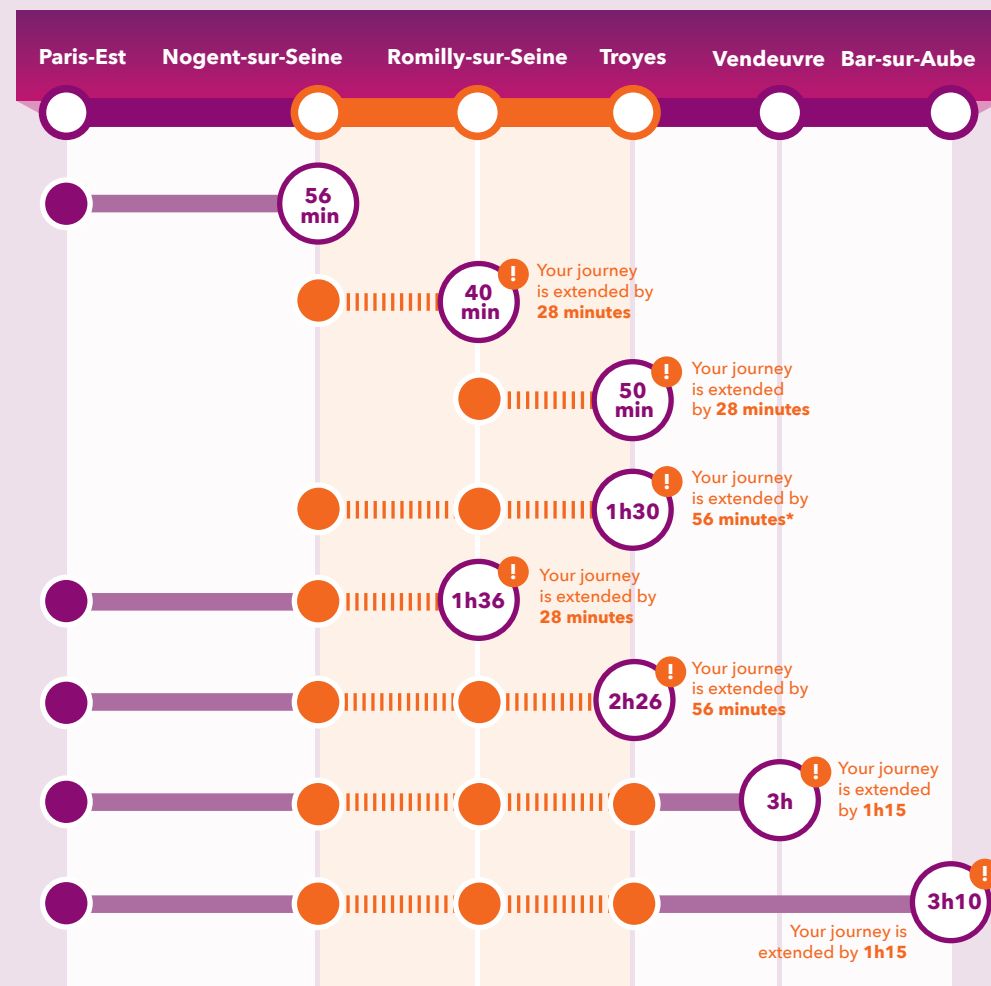 Paris-Est
Nogent-sur-Seine
Romilly-sur-Seine
Troyes
Vendeuvre
Bar-sur-Aube
56
min
40
min
!
Your journey
is extended by
28 minutes
50
min
!
Your journey
is extended
by 28 minutes
1h30
!
Your journey
is extended by
56 minutes*
1h36
!
Your journey
is extended by
28 minutes
2h26
!
Your journey
is extended by
56 minutes
3h
!
Your journey
is extended
by 1h15
3h10
!
Your journey is
extended by 1h15